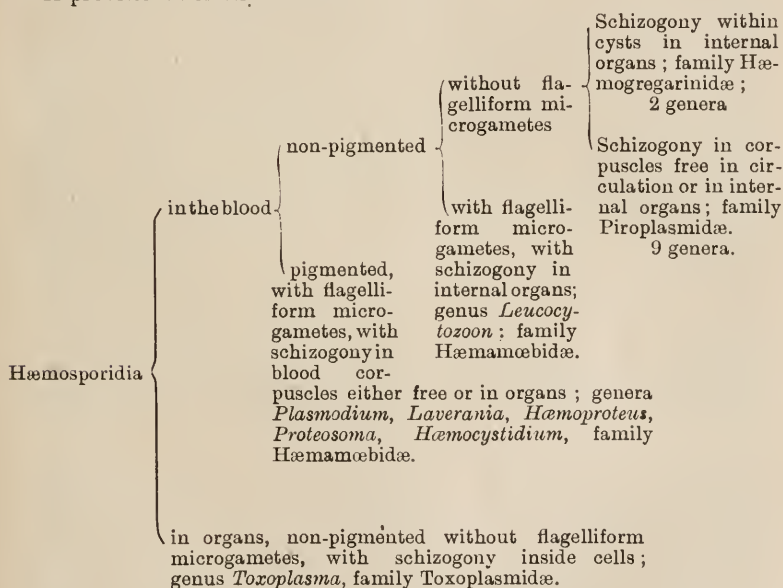 Schizogony within
cysts in internal
organs ; family Hæ-
mogregarinidæ ;
2 genera
without fla-
gelliform mi-
crogametes
non-pigmented
Schizogony in cor-
puscles free in cir-
culation or in inter-
nal organs ; family
Piroplasmidæ.
9 genera.
in the blood
with flagelli-
form micro-
gametes, with
schizogony in
internal organs;
genus Leucocy-
tozoon ; family
Hæmamœbidæ.
pigmented,
with flagelli-
form micro-
gametes, with
schizogony in
blood cor-
puscles either free or in organs ; genera
Plasmodium, Laverania, Hæmoproteus,
Proteosoma, Hæmocystidium, family
Hæmamœbidæ.
Hæmosporidia
in organs, non-pigmented without flagelliform
microgametes, with schizogony inside cells ;
genus Toxoplasma, family Toxoplasmidæ.